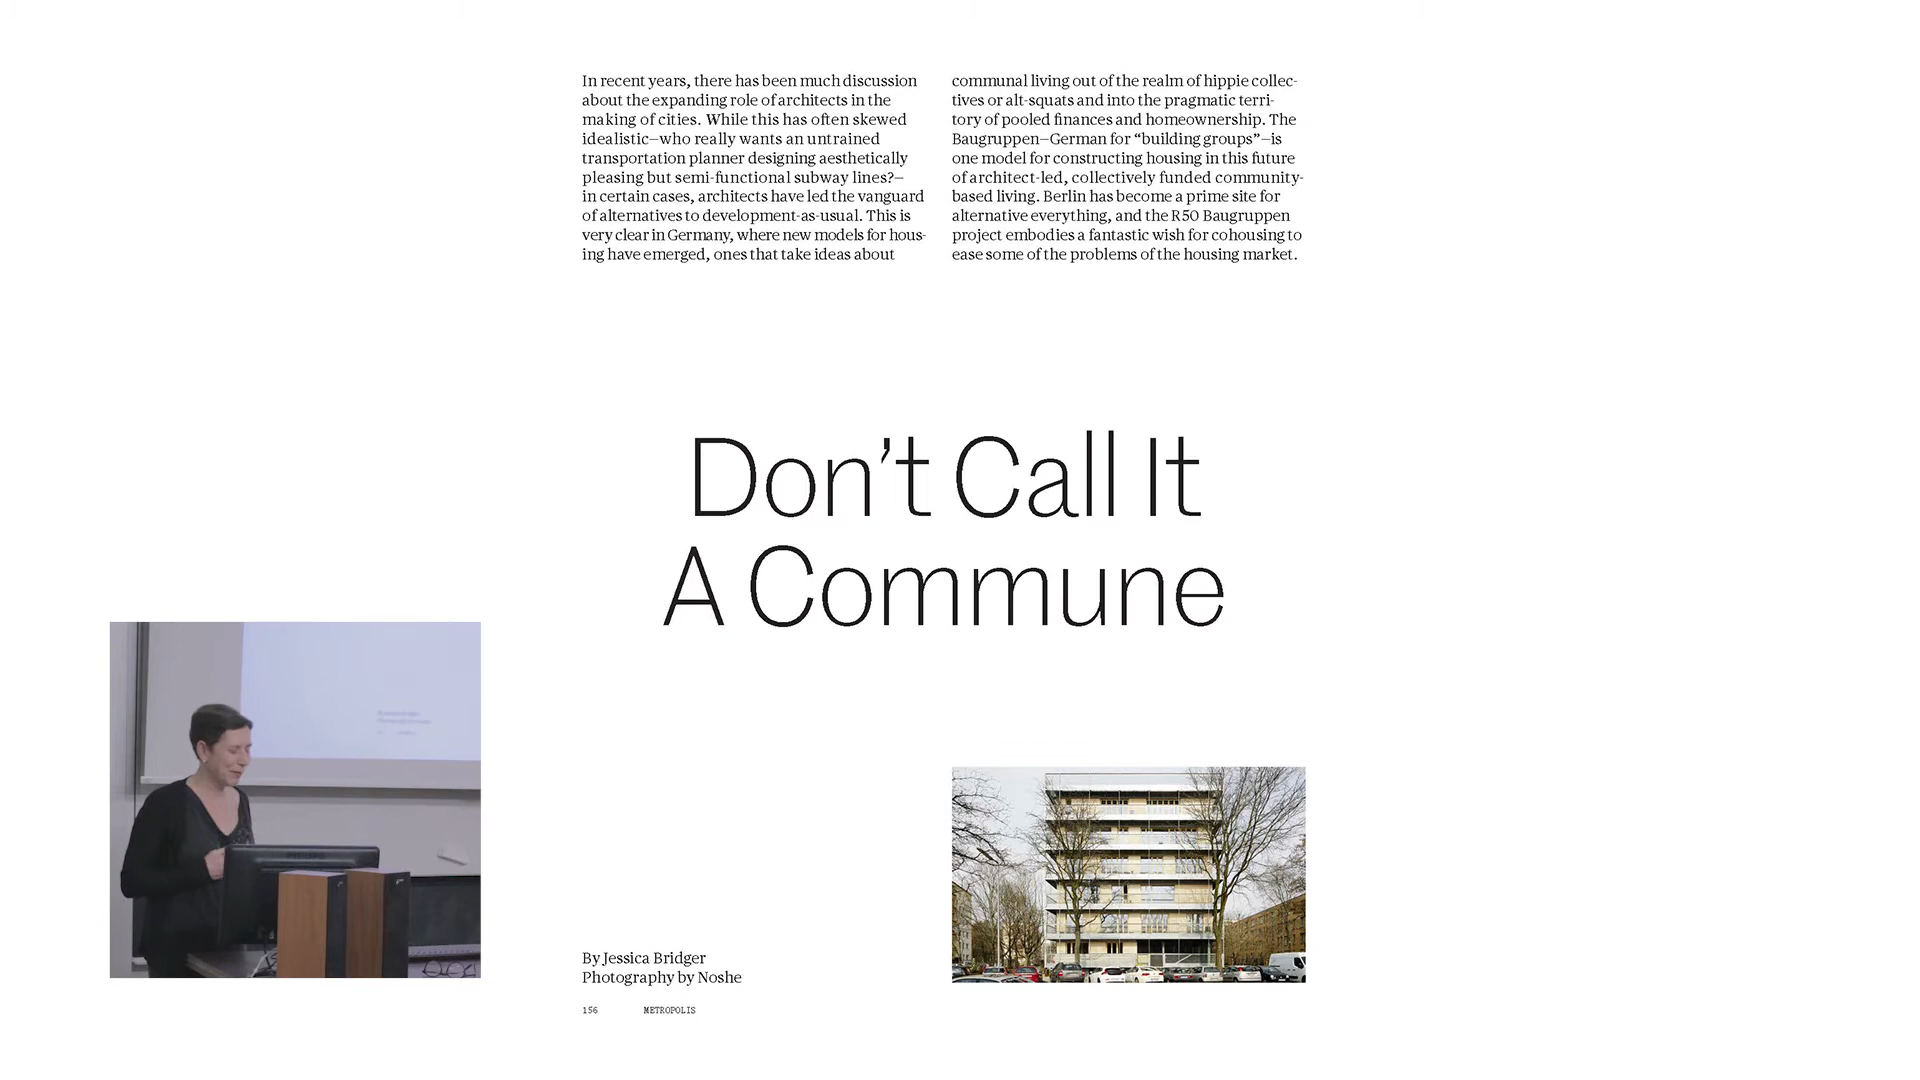 In recent years, there has been much discussion
about the expanding role of architects in the
making of cities. While this has often skewed
idealistic—who really wants an untrained
transportation planner designing aesthetically
pleasing but semi-functional subway lines?—
in certain cases, architects have led the vanguard
of alternatives to development-as-usual. This is
very clear in Germany, where new models for hous-
ing have emerged, ones that take ideas about
communal living out of the realm of hippie collec-
tives or alt-squats and into the pragmatic terri-
tory of pooled finances and homeownership. The
Baugruppen—German for “building groups”—is
one model for constructing housing in this future
of architect-led, collectively funded community-
based living. Berlin has become a prime site for
alternative everything, and the R50 Baugruppen
project embodies a fantastic wish for cohousing to
ease some of the problems of the housing market.
Don’t Call It
A Commune
By Jessica Bridger
Photography by Noshe
156 METROPOLIS